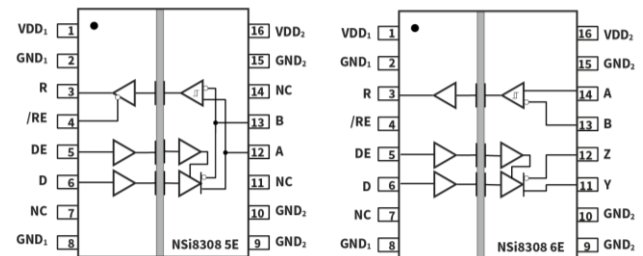 VDD₁ 1 16 VDD₂
GND₁ 2 15 GND₂
R 3 14 NC
/RE 4 13 B
DE 5 12 A
D 6 11 NC
NC 7 10 GND₂
GND₁ 8 NSi8308 5E 9 GND₂
VDD₁ 1 16 VDD₂
GND₁ 2 15 GND₂
R 3 14 A
/RE 4 13 B
DE 5 12 Z
D 6 11 Y
NC 7 10 GND₂
GND₁ 8 NSi8308 6E 9 GND₂